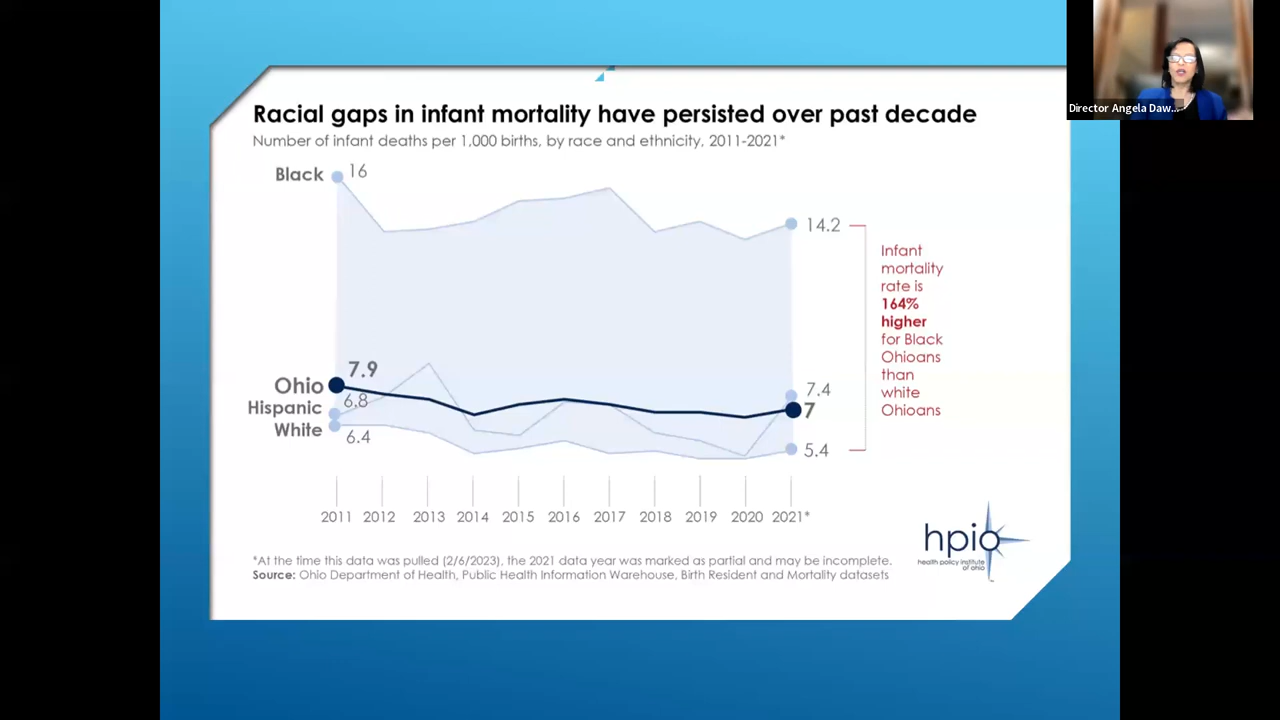 Director Angela Daw...
Racial gaps in infant mortality have persisted over past decade
Number of infant deaths per 1,000 births, by race and ethnicity, 2011-2021*
Black 16
14.2
Infant
mortality
rate is
164%
higher
for Black
Ohioans
than
white
Ohioans
7.9
Ohio
Hispanic 6.8
White 6.4
7.4
7
5.4
2011 2012 2013 2014 2015 2016 2017 2018 2019 2020 2021*
hpio
health policy institute
of ohio
*At the time this data was pulled (2/6/2023), the 2021 data year was marked as partial and may be incomplete.
Source: Ohio Department of Health, Public Health Information Warehouse, Birth Resident and Mortality datasets